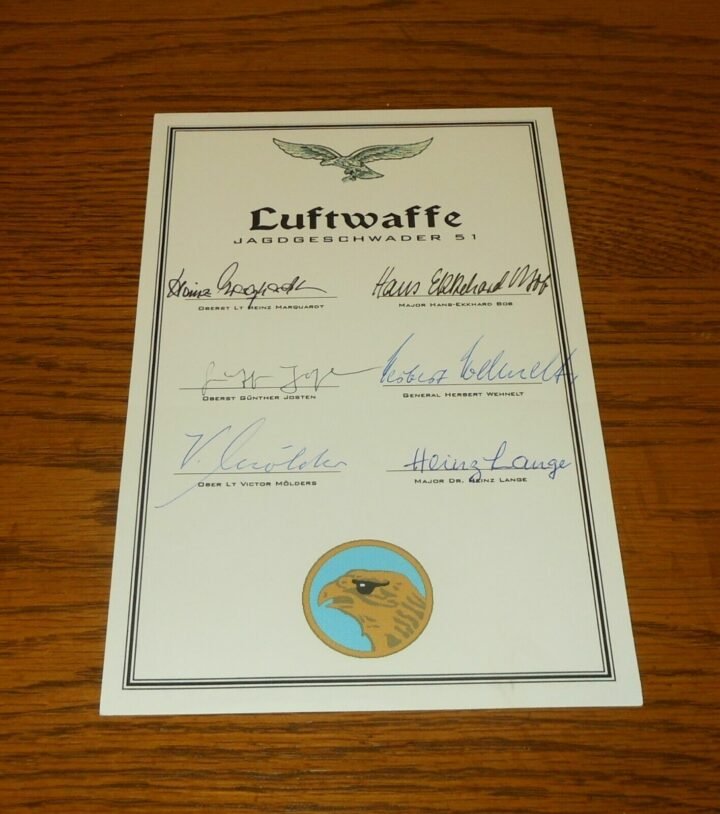 Luftwaffe
JAGDGESCHWADER 51
Heinz Marquardt
Hans Ekkehard Bob
OBERST LT HEINZ MARQUARDT
MAJOR HANS-EKKHARD BOB
Herbert Wehnelt
OBERST GÜNTHER JOSTEN
GENERAL HERBERT WEHNELT
V. Mölders
Heinz Lange
OBER LT VICTOR MÖLDERS
MAJOR DR. HEINZ LANGE